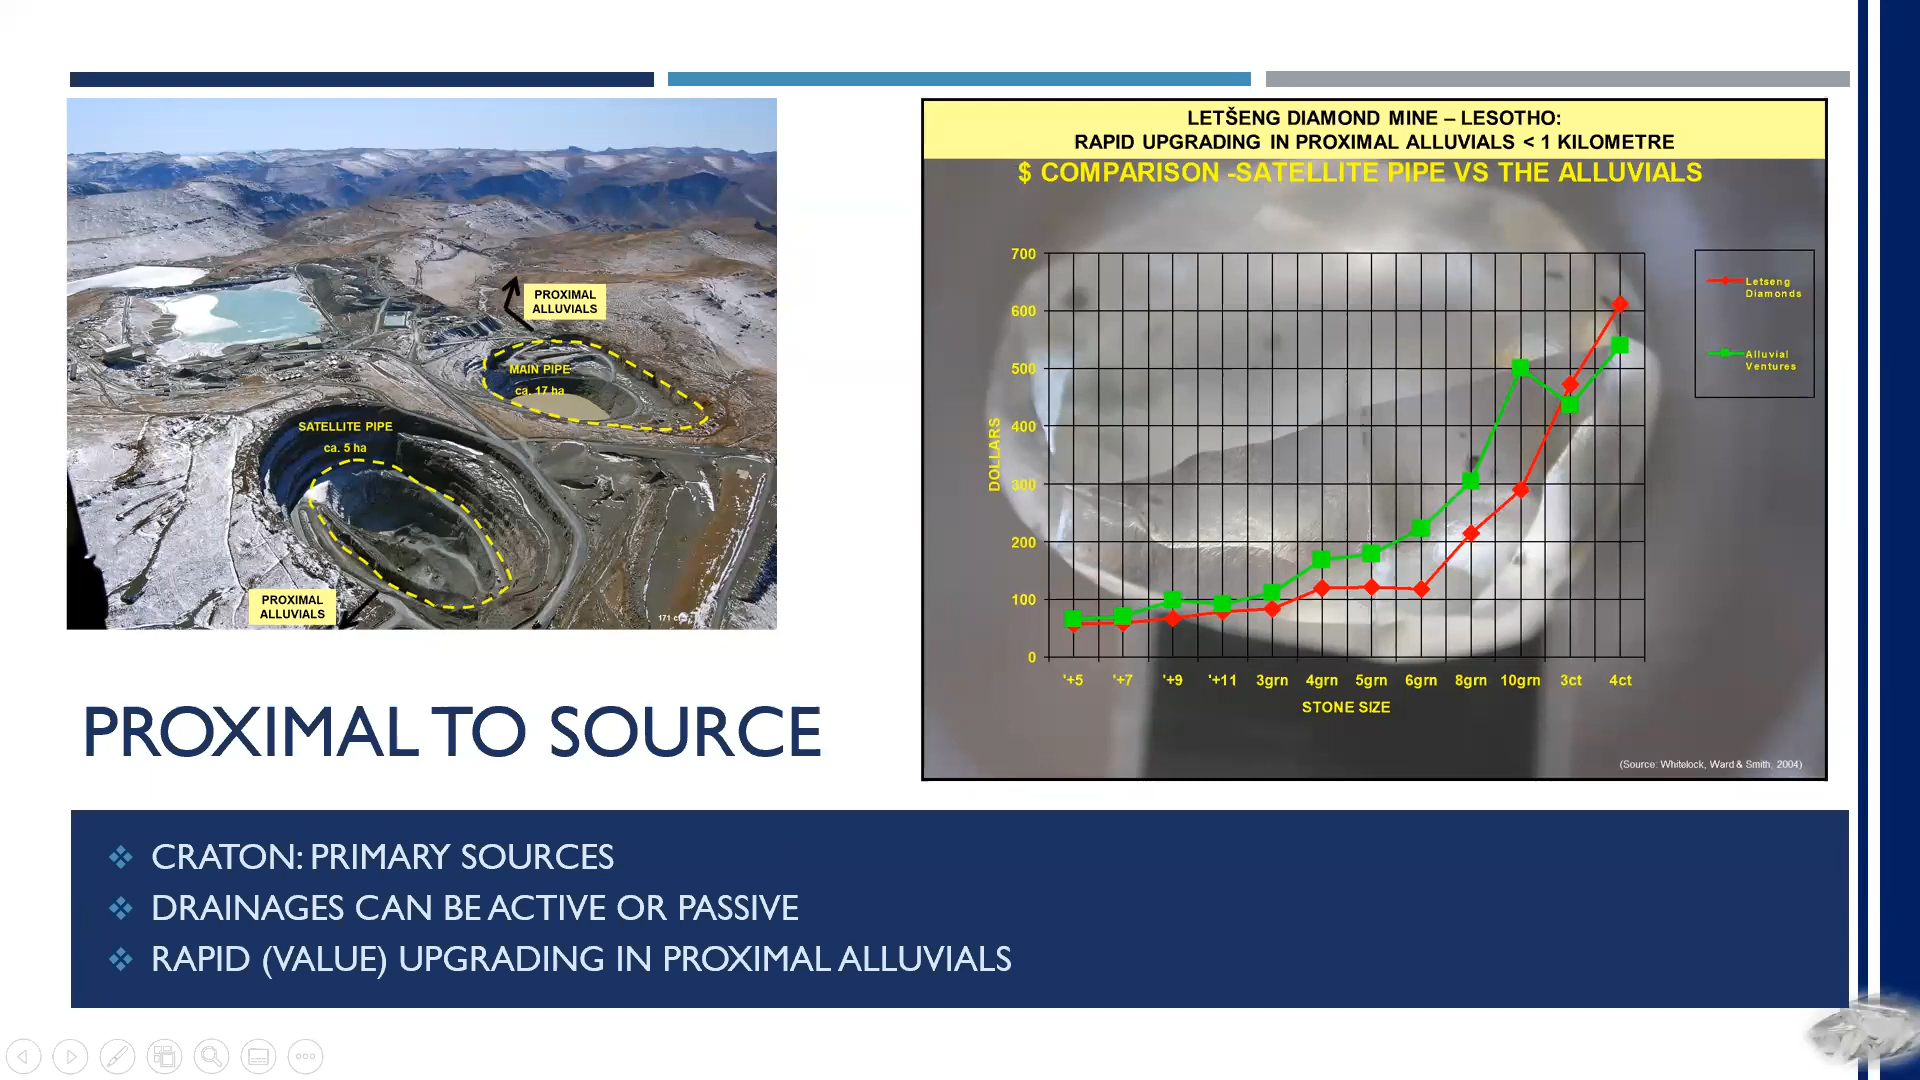 PROXIMAL
ALLUVIALS
MAIN PIPE
ca. 17 ha
SATELLITE PIPE
ca. 5 ha
PROXIMAL
ALLUVIALS
LETŠENG DIAMOND MINE – LESOTHO:
RAPID UPGRADING IN PROXIMAL ALLUVIALS < 1 KILOMETRE
$ COMPARISON -SATELLITE PIPE VS THE ALLUVIALS
700
600
500
400
300
200
100
0
DOLLARS
'+5 '+7 '+9 '+11 3grn 4grn 5grn 6grn 8grn 10grn 3ct 4ct
STONE SIZE
Letseng
Diamonds
Alluvial
Ventures
(Source: Whitelock, Ward & Smith, 2004)
PROXIMAL TO SOURCE
CRATON: PRIMARY SOURCES
DRAINAGES CAN BE ACTIVE OR PASSIVE
RAPID (VALUE) UPGRADING IN PROXIMAL ALLUVIALS